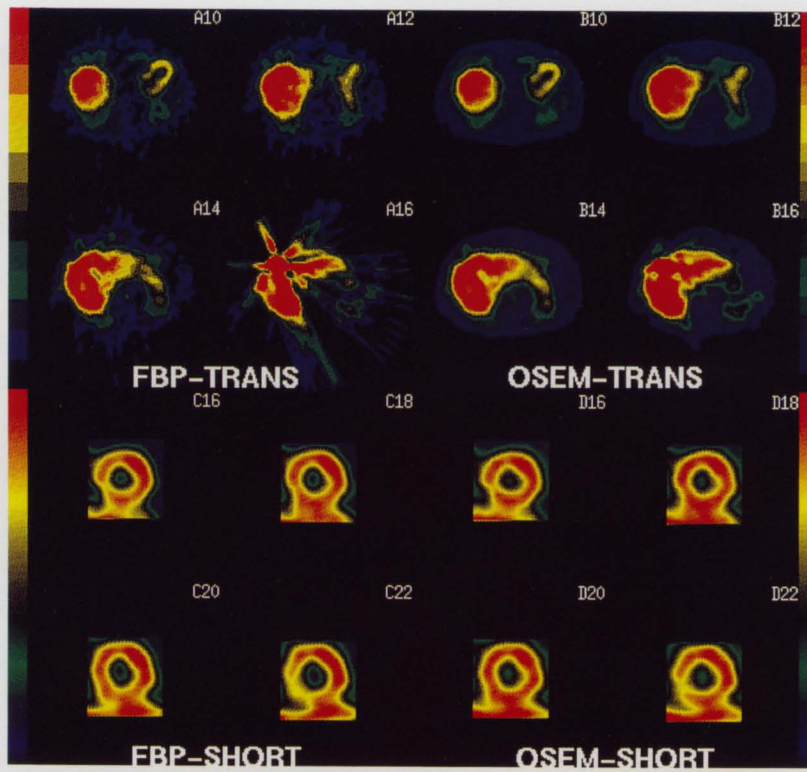 A10 A12 B10 B12
A14 A16 B14 B16
FBP-TRANS OSEM-TRANS
C16 C18 D16 D18
C20 C22 D20 D22
FBP-SHORT OSEM-SHORT